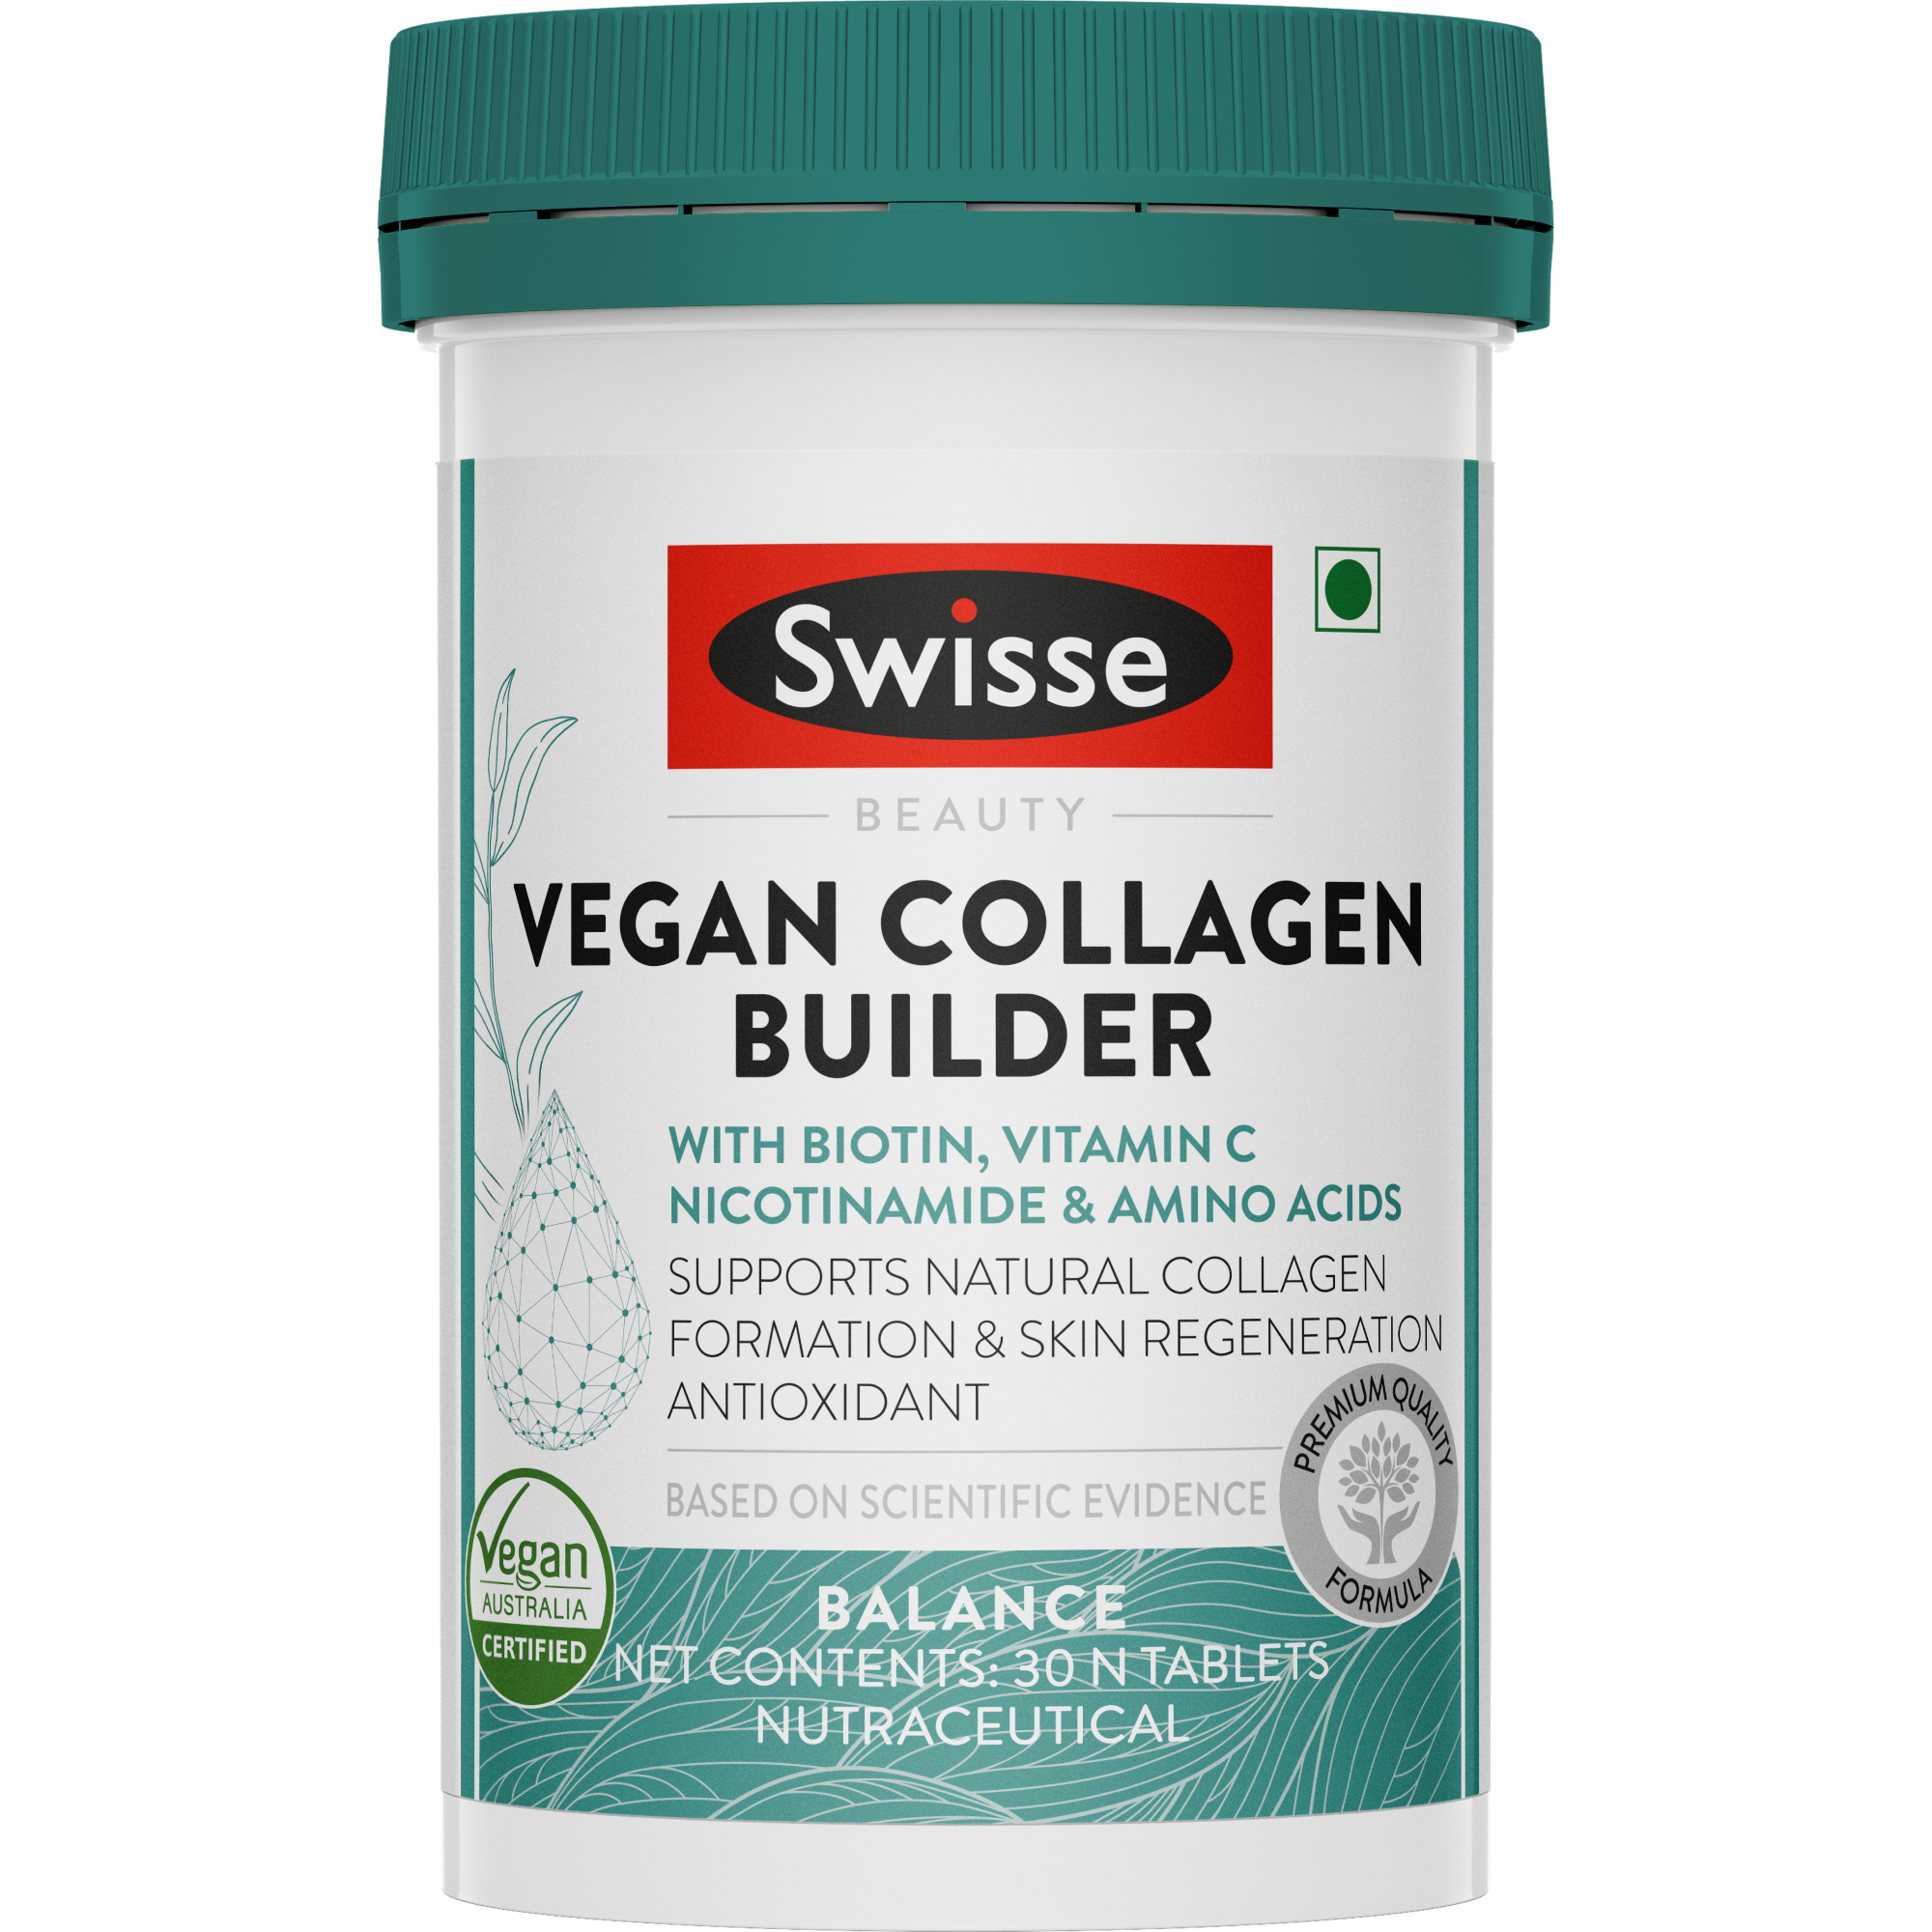 Swisse
BEAUTY
VEGAN COLLAGEN
BUILDER
WITH BIOTIN, VITAMIN C
NICOTINAMIDE & AMINO ACIDS
SUPPORTS NATURAL COLLAGEN
FORMATION & SKIN REGENERATION
ANTIOXIDANT
BASED ON SCIENTIFIC EVIDENCE
PREMIUM QUALITY
FORMULA
Vegan
AUSTRALIA
CERTIFIED
BALANCE
NET CONTENTS: 30 N TABLETS
NUTRACEUTICAL